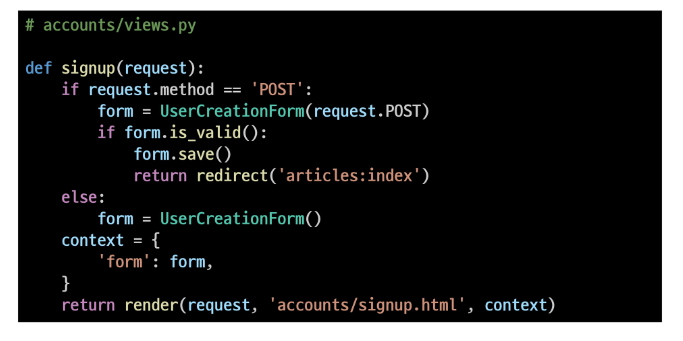 # accounts/views.py

def signup(request):
    if request.method == 'POST':
        form = UserCreationForm(request.POST)
        if form.is_valid():
            form.save()
            return redirect('articles:index')
    else:
        form = UserCreationForm()
    context = {
        'form': form,
    }
    return render(request, 'accounts/signup.html', context)